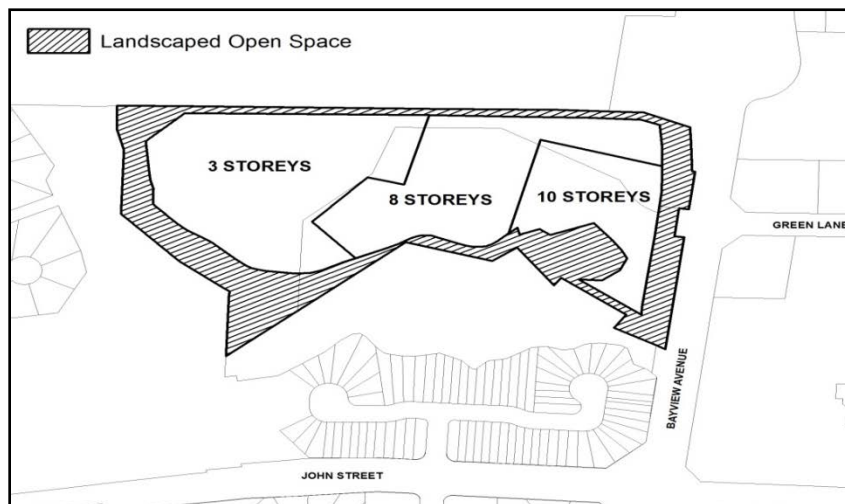 Landscaped Open Space
3 STOREYS
8 STOREYS
10 STOREYS
GREEN LANE
BAYVIEW AVENUE
JOHN STREET